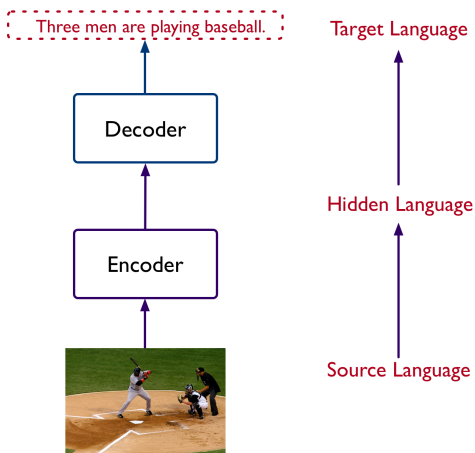 Three men are playing baseball.
Target Language
Decoder
Hidden Language
Encoder
Source Language